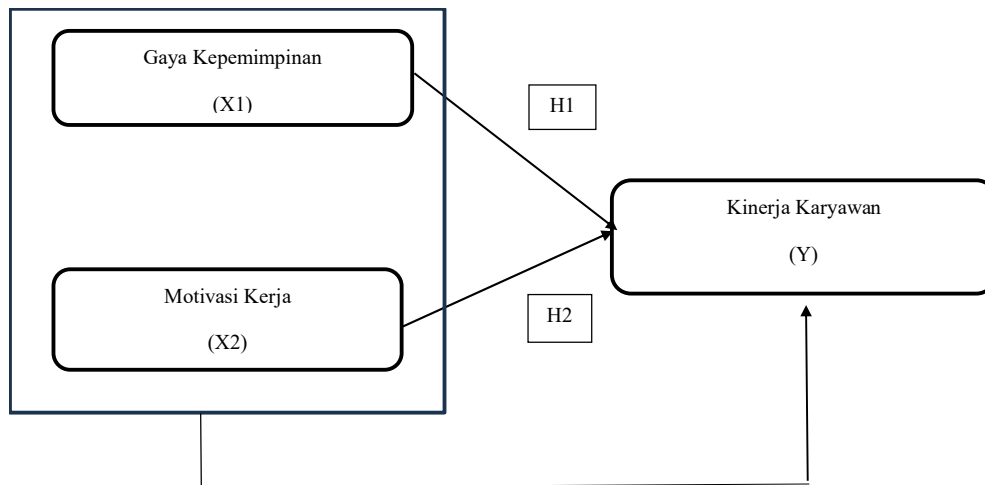 Gaya Kepemimpinan
(X1)
H1
Kinerja Karyawan
(Y)
Motivasi Kerja
(X2)
H2